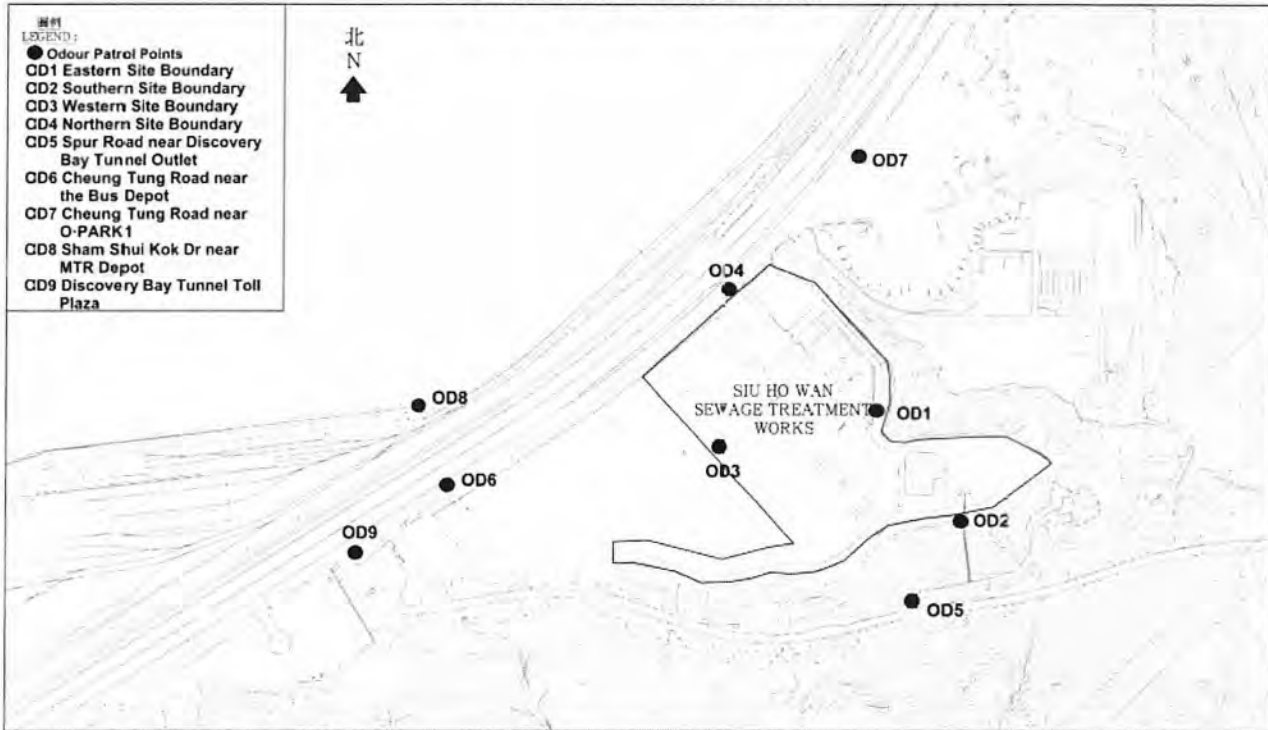 圖例
LEGEND:
Odour Patrol Points
OD1 Eastern Site Boundary
OD2 Southern Site Boundary
OD3 Western Site Boundary
OD4 Northern Site Boundary
OD5 Spur Road near Discovery
Bay Tunnel Outlet
OD6 Cheung Tung Road near
the Bus Depot
OD7 Cheung Tung Road near
O·PARK1
OD8 Sham Shui Kok Dr near
MTR Depot
OD9 Discovery Bay Tunnel Toll
Plaza
北
N
OD7
OD4
SIU HO WAN
SEWAGE TREATMENT
WORKS
OD8
OD1
OD3
OD6
OD2
OD9
OD5